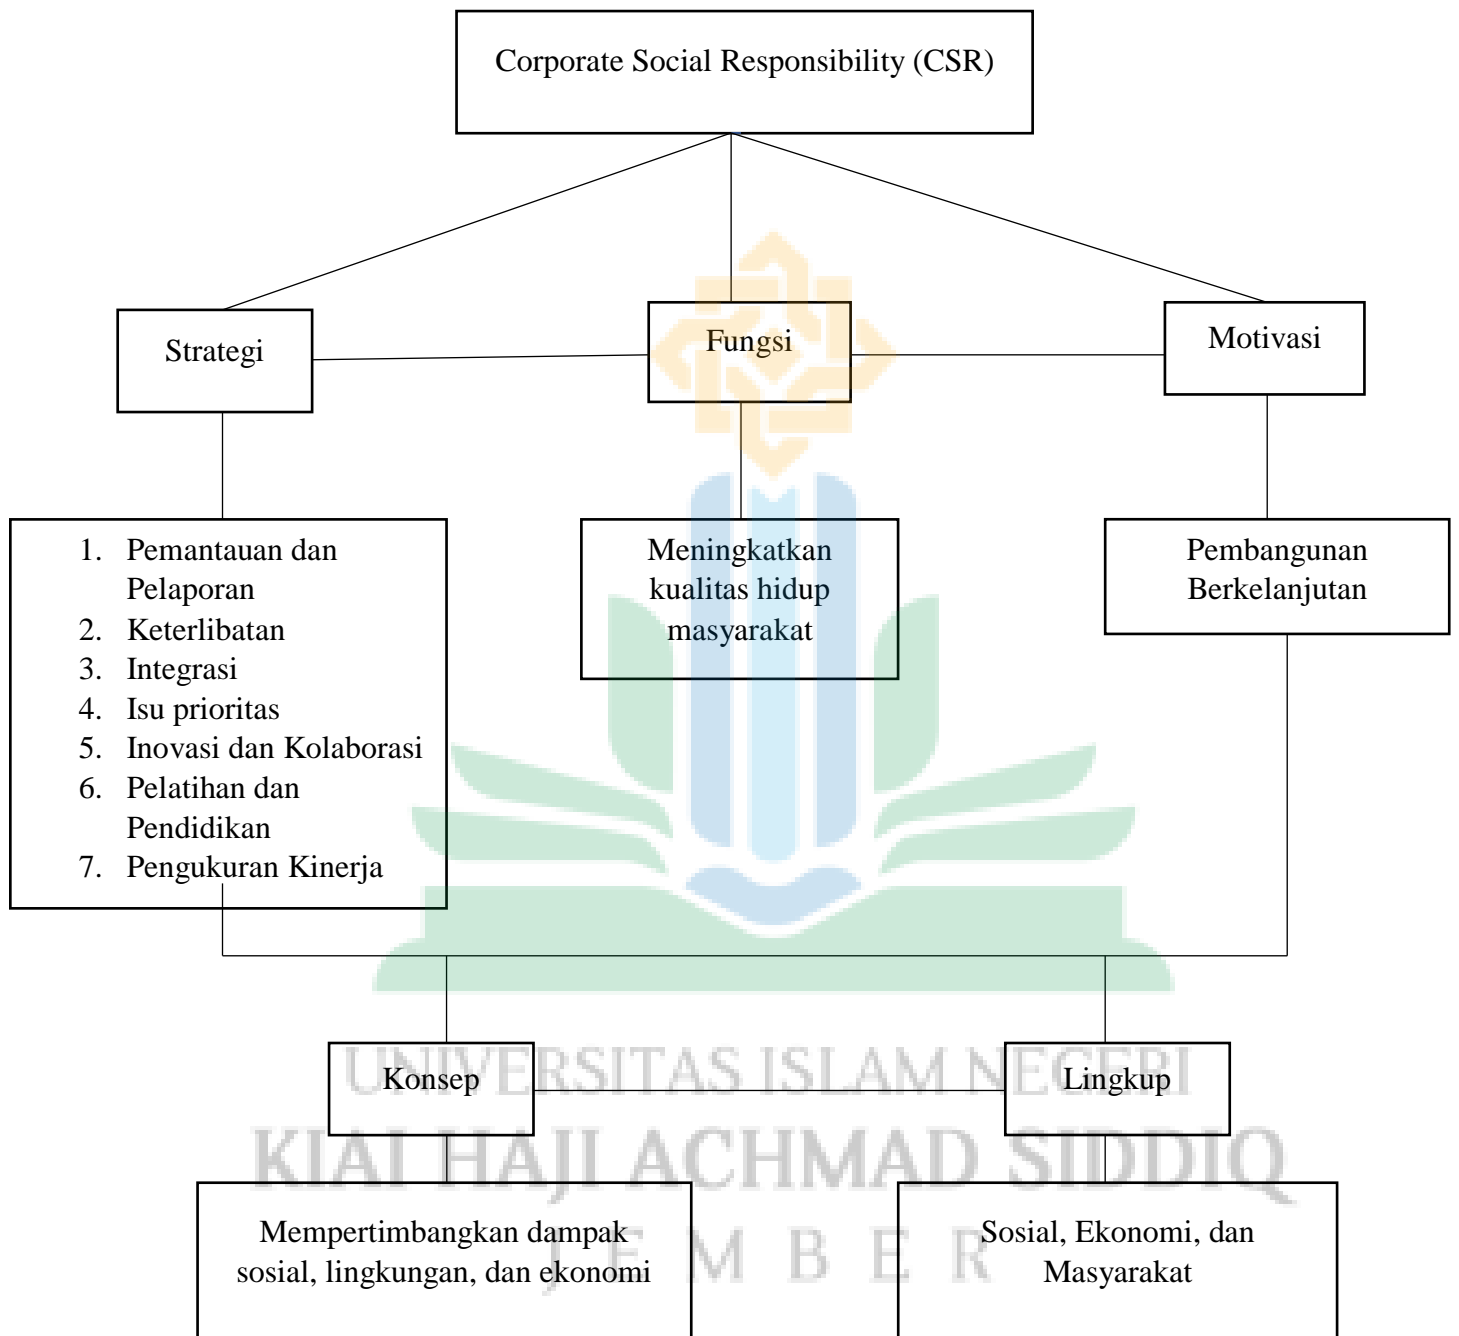 Corporate Social Responsibility (CSR)
Strategi
Fungsi
Motivasi
1. Pemantauan dan
Pelaporan
2. Keterlibatan
3. Integrasi
4. Isu prioritas
5. Inovasi dan Kolaborasi
6. Pelatihan dan
Pendidikan
7. Pengukuran Kinerja
Meningkatkan
kualitas hidup
masyarakat
Pembangunan
Berkelanjutan
Konsep
Lingkup
UNIVERSITAS ISLAM NEGERI
KIAI HAJI ACHMAD SIDDIQ
JEMBER
Mempertimbangkan dampak
sosial, lingkungan, dan ekonomi
Sosial, Ekonomi, dan
Masyarakat